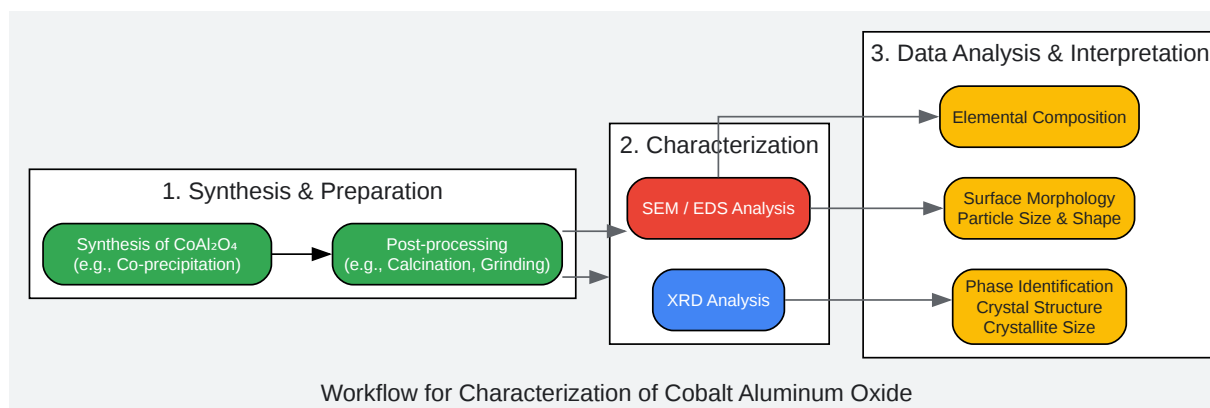 1. Synthesis & Preparation
Synthesis of CoAl₂O₄
(e.g., Co-precipitation)
Post-processing
(e.g., Calcination, Grinding)
2. Characterization
SEM / EDS Analysis
XRD Analysis
3. Data Analysis & Interpretation
Elemental Composition
Surface Morphology
Particle Size & Shape
Phase Identification
Crystal Structure
Crystallite Size
Workflow for Characterization of Cobalt Aluminum Oxide